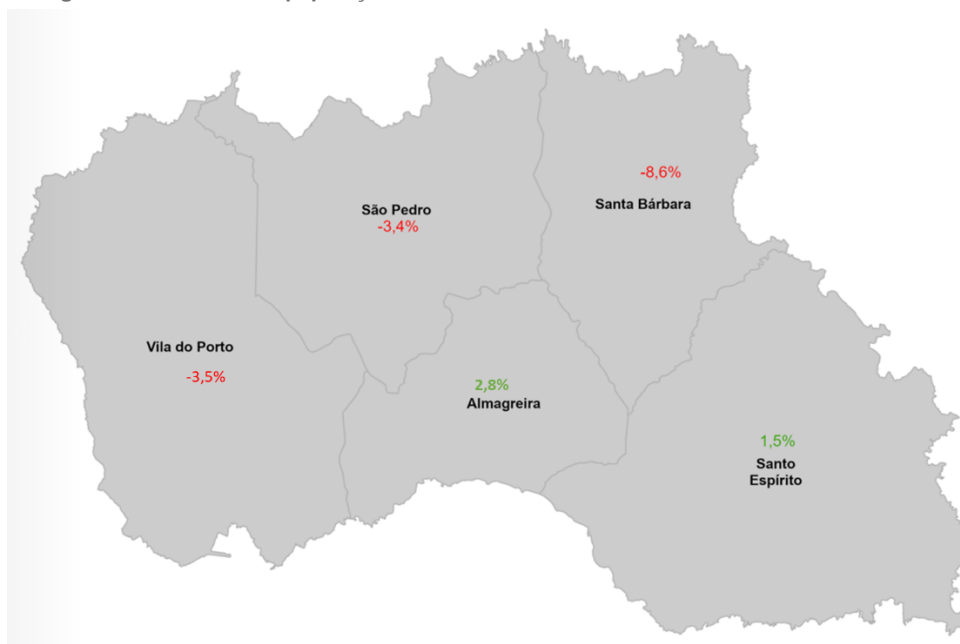 -8,6%
Santa Bárbara
São Pedro
-3,4%
Vila do Porto
-3,5%
2,8%
Almagreira
1,5%
Santo
Espírito